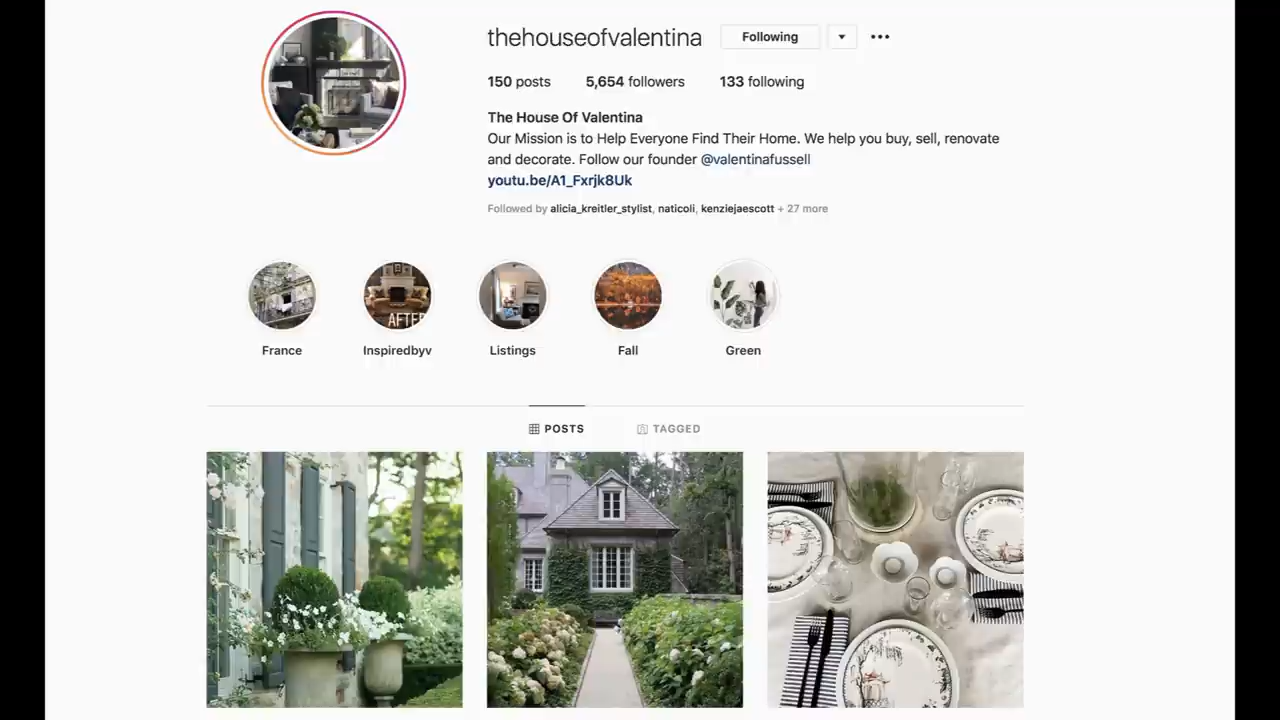 thehouseofvalentina Following
150 posts 5,654 followers 133 following
The House Of Valentina
Our Mission is to Help Everyone Find Their Home. We help you buy, sell, renovate
and decorate. Follow our founder @valentinafussell
youtu.be/A1_Fxrjk8Uk
Followed by alicia_kreitler_stylist, naticoli, kenziejaescott + 27 more
AFTER
France Inspiredbyv Listings Fall Green
POSTS TAGGED